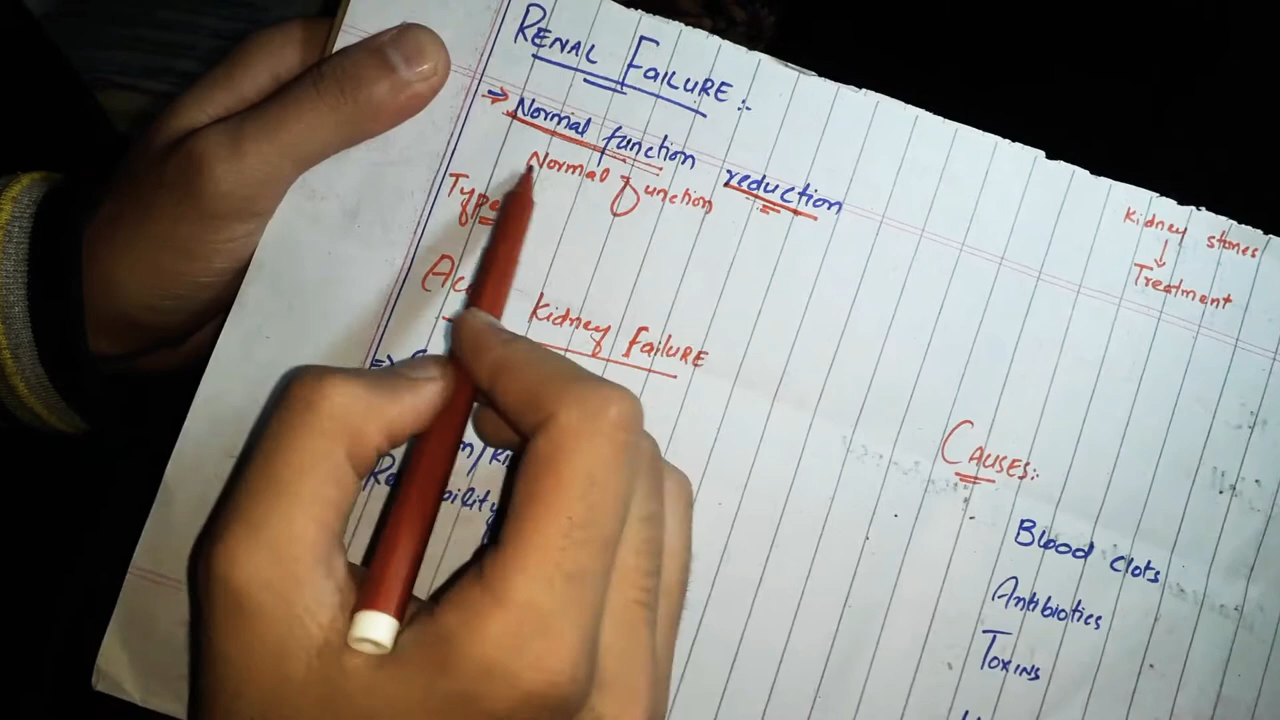 RENAL FAILURE:
⇒ Normal function reduction
Normal function
Kidney stones
↓
Treatment
Kidney FailURE
CAUSES:
Blood clots
Antibiotics
Toxins